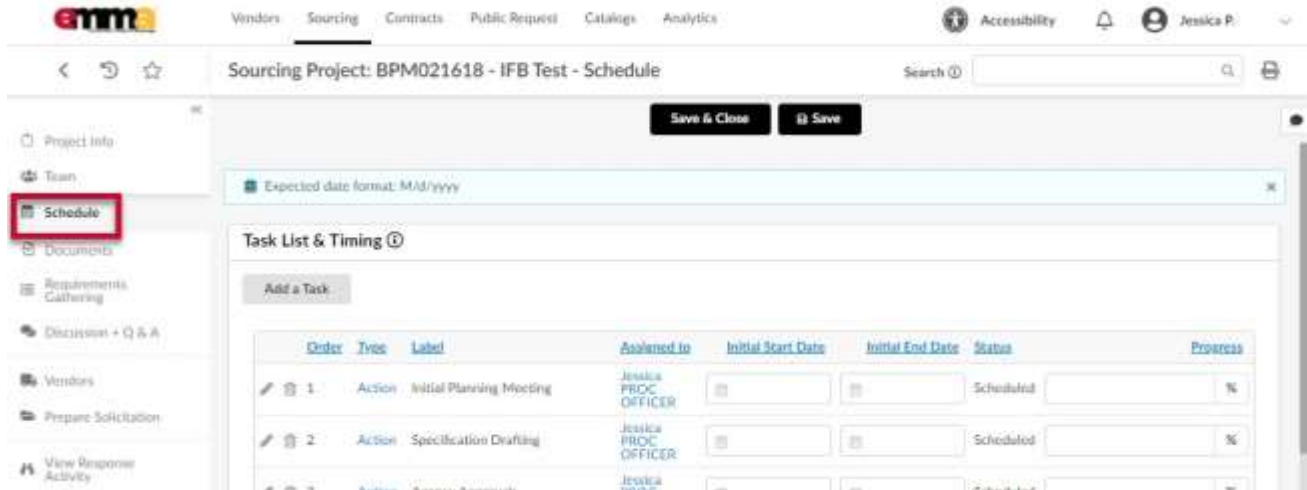 emma
Vendors Sourcing Contracts Public Request Catalogs Analytics Accessibility Jessica P.
Sourcing Project: BPM021618 - IFB Test - Schedule Search
Save & Close Save
Project Info
Team
Expected date format: M/d/yyyy
Schedule
Task List & Timing
Documents
Requirements Gathering
Add a Task
Discussion + Q & A
Order Type Label Assigned to Initial Start Date Initial End Date Status Progress
Vendors
1 Action Initial Planning Meeting Jessica PROC OFFICER Scheduled %
Prepare Solicitation
2 Action Specification Drafting Jessica PROC OFFICER Scheduled %
View Response Activity
Jessica